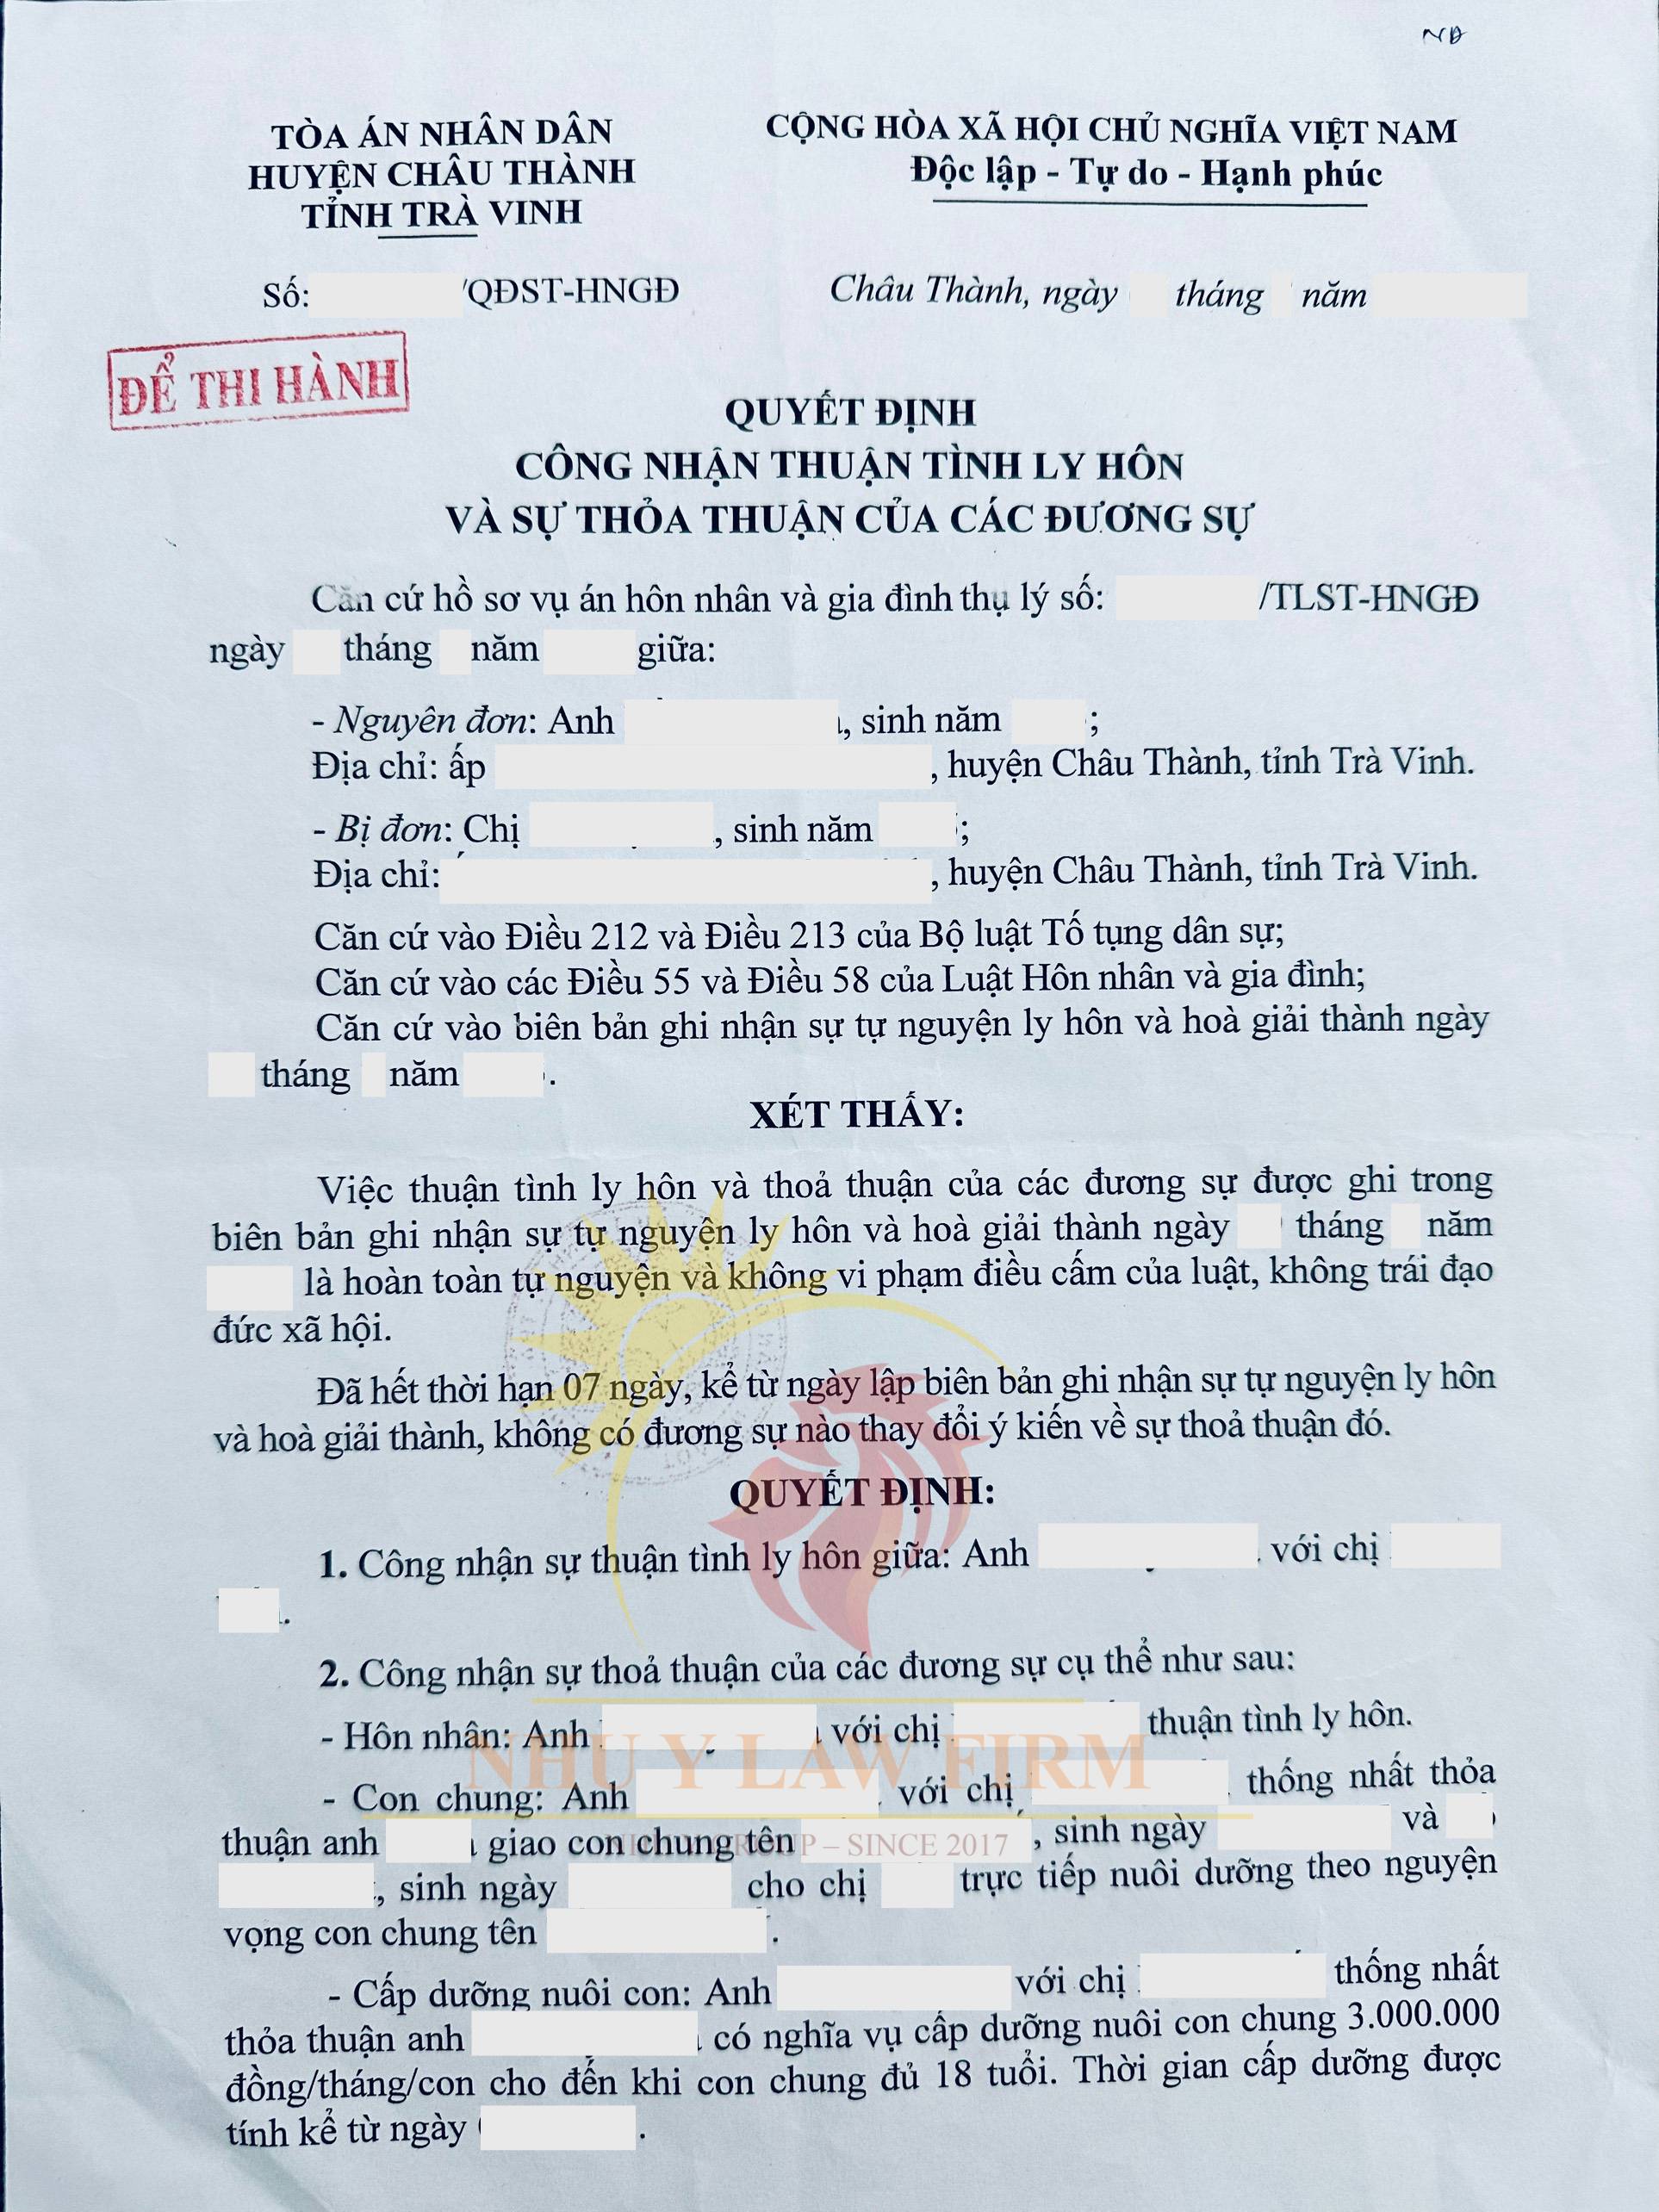 NĐ
TÒA ÁN NHÂN DÂN
HUYỆN CHÂU THÀNH
TỈNH TRÀ VINH
CỘNG HÒA XÃ HỘI CHỦ NGHĨA VIỆT NAM
Độc lập - Tự do - Hạnh phúc
Số: /QĐST-HNGĐ
Châu Thành, ngày tháng năm
ĐỂ THI HÀNH
QUYẾT ĐỊNH
CÔNG NHẬN THUẬN TÌNH LY HÔN
VÀ SỰ THỎA THUẬN CỦA CÁC ĐƯƠNG SỰ
Căn cứ hồ sơ vụ án hôn nhân và gia đình thụ lý số: /TLST-HNGĐ
ngày tháng năm giữa:
- Nguyên đơn: Anh , sinh năm ;
Địa chỉ: ấp , huyện Châu Thành, tỉnh Trà Vinh.
- Bị đơn: Chị , sinh năm ;
Địa chỉ: , huyện Châu Thành, tỉnh Trà Vinh.
Căn cứ vào Điều 212 và Điều 213 của Bộ luật Tố tụng dân sự;
Căn cứ vào các Điều 55 và Điều 58 của Luật Hôn nhân và gia đình;
Căn cứ vào biên bản ghi nhận sự tự nguyện ly hôn và hoà giải thành ngày
tháng năm .
XÉT THẤY:
Việc thuận tình ly hôn và thoả thuận của các đương sự được ghi trong
biên bản ghi nhận sự tự nguyện ly hôn và hoà giải thành ngày tháng năm
là hoàn toàn tự nguyện và không vi phạm điều cấm của luật, không trái đạo
đức xã hội.
Đã hết thời hạn 07 ngày, kể từ ngày lập biên bản ghi nhận sự tự nguyện ly hôn
và hoà giải thành, không có đương sự nào thay đổi ý kiến về sự thoả thuận đó.
QUYẾT ĐỊNH:
1. Công nhận sự thuận tình ly hôn giữa: Anh với chị
.
2. Công nhận sự thoả thuận của các đương sự cụ thể như sau:
- Hôn nhân: Anh với chị thuận tình ly hôn.
NHU Y LAW FIRM
- Con chung: Anh với chị thống nhất thỏa
thuận anh giao con chung tên , sinh ngày và
– SINCE 2017
, sinh ngày cho chị trực tiếp nuôi dưỡng theo nguyện
vọng con chung tên .
- Cấp dưỡng nuôi con: Anh với chị thống nhất
thỏa thuận anh có nghĩa vụ cấp dưỡng nuôi con chung 3.000.000
đồng/tháng/con cho đến khi con chung đủ 18 tuổi. Thời gian cấp dưỡng được
tính kể từ ngày .